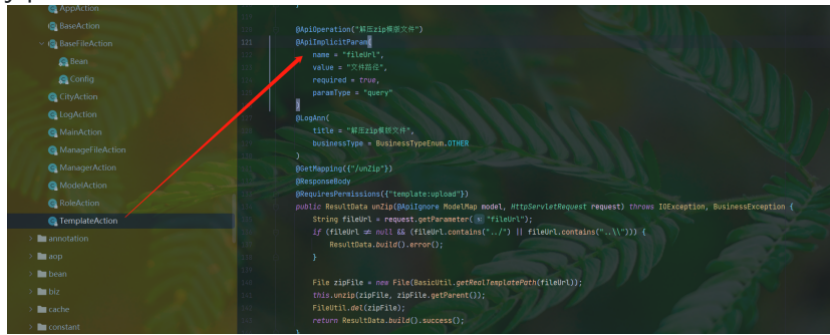 AppAction
BaseAction
BaseFileAction
Bean
Config
CityAction
LogAction
MainAction
ManageFileAction
ManagerAction
ModelAction
RoleAction
TemplateAction
annotation
aop
bean
biz
cache
constant
@ApiOperation("解压zip模板文件")
121
@ApiImplicitParam(
name = "fileUrl",
value = "文件路径",
required = true,
paramType = "query"
)
@LogAnn(
title = "解压zip模板文件",
businessType = BusinessTypeEnum.OTHER
)
@GetMapping({"/unZip"})
@ResponseBody
@RequiresPermissions({"template:upload"})
public ResultData unZip(@ApiIgnore ModelMap model, HttpServletRequest request) throws IOException, BusinessException {
String fileUrl = request.getParameter( "fileUrl");
if (fileUrl ≠ null && (fileUrl.contains("../") || fileUrl.contains("..\\"))) {
ResultData.build().error();
}
File zipFile = new File(BasicUtil.getRealTemplatePath(fileUrl));
this.unzip(zipFile, zipFile.getParent());
FileUtil.del(zipFile);
return ResultData.build().success();
}